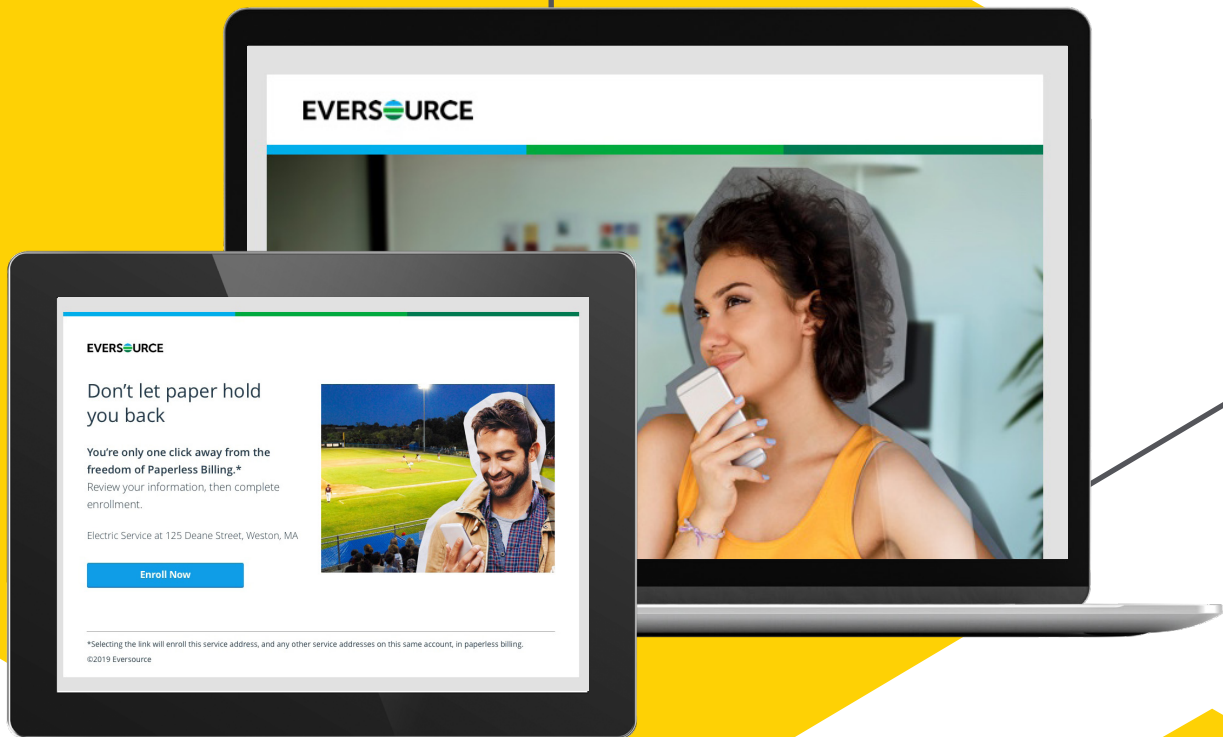 EVERSOURCE
EVERSOURCE
Don’t let paper hold
you back
You’re only one click away from the
freedom of Paperless Billing.*
Review your information, then complete
enrollment.
Electric Service at 125 Deane Street, Weston, MA
Enroll Now
*Selecting the link will enroll this service address, and any other service addresses on this same account, in paperless billing.
©2019 Eversource